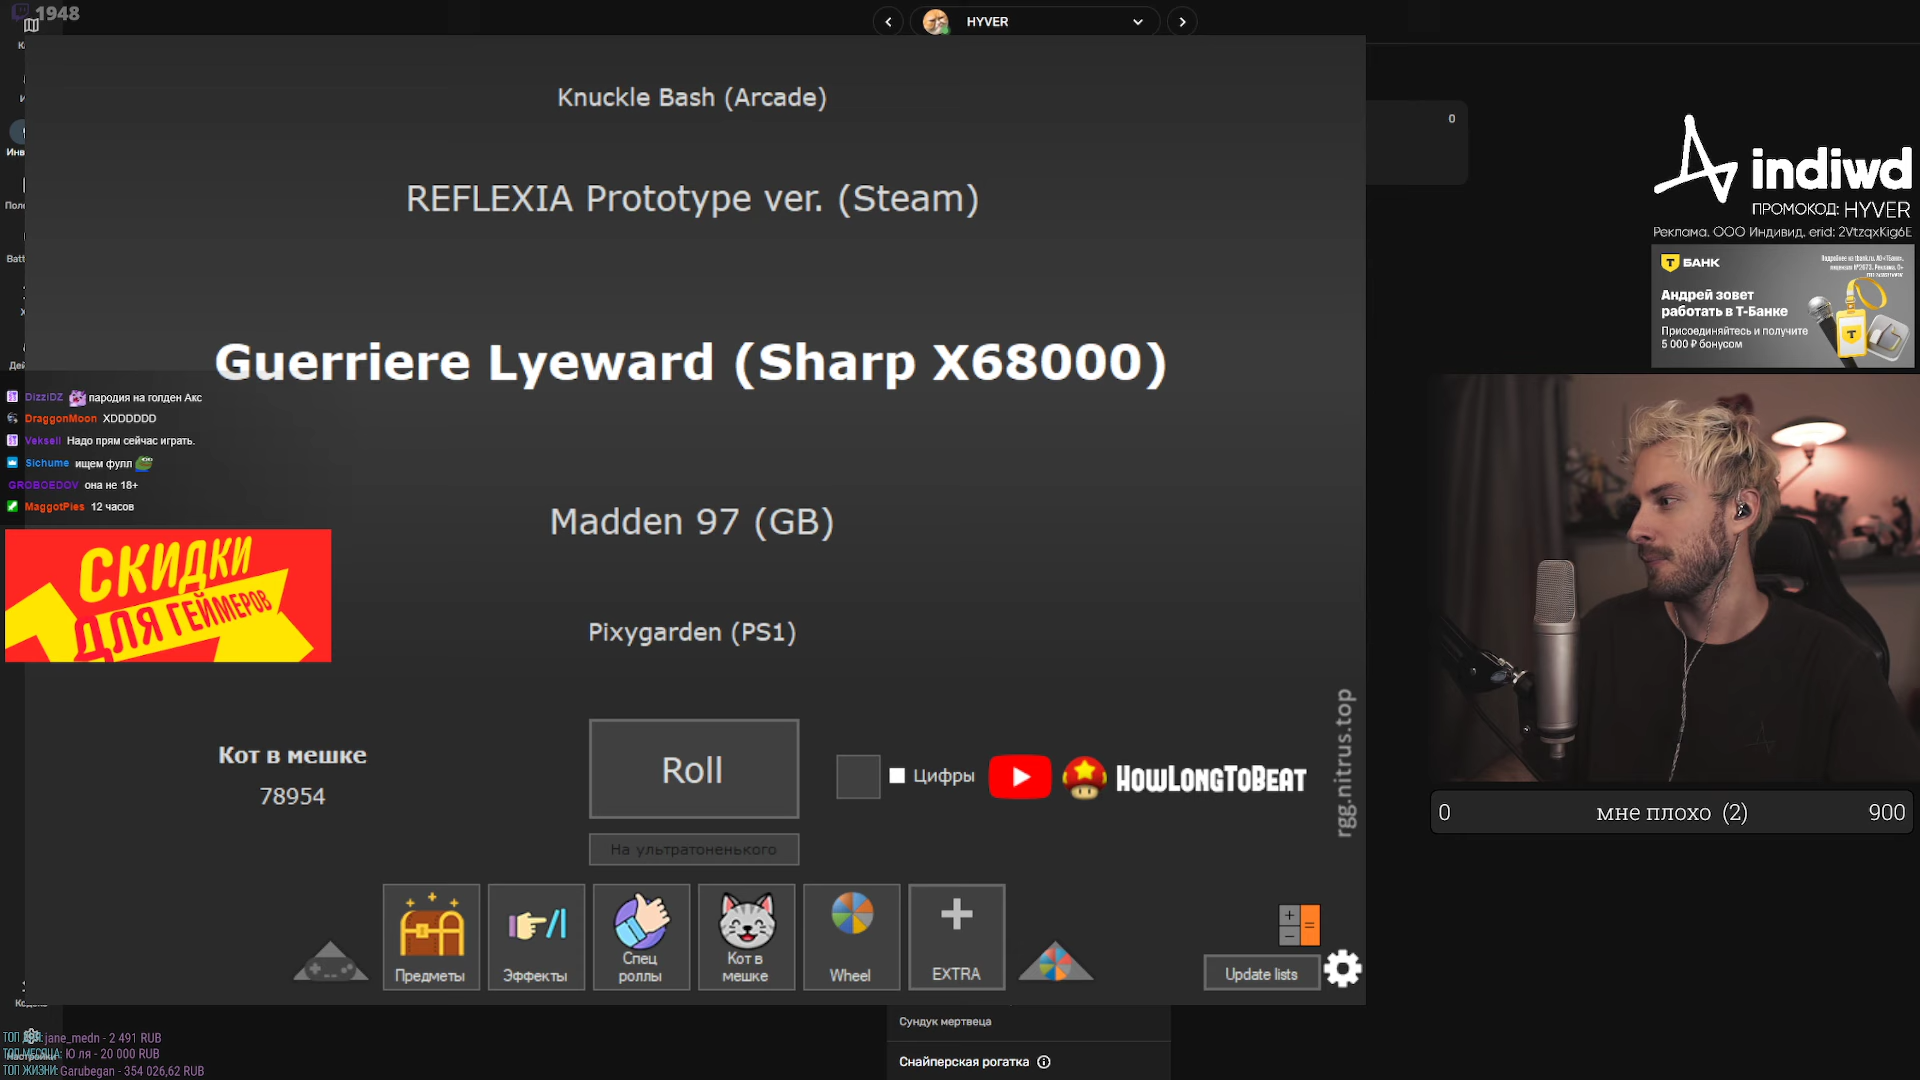 1948
HYVER
Knuckle Bash (Arcade)
REFLEXIA Prototype ver. (Steam)
Guerriere Lyeward (Sharp X68000)
Madden 97 (GB)
Pixygarden (PS1)
0
indiwd
ПРОМОКОД: HYVER
Реклама. ООО Индивид. erid: 2VtzqxKig6E
Т БАНК
Андрей зовет
работать в Т-Банке
Присоединяйтесь и получите
5 000 ₽ бонусом
Инв
Пол
Batt
Дей
DizziDZ пародия на голден Акс
DraggonMoon XDDDDDD
Veksell Надо прям сейчас играть.
Sichume ищем фулл
GROBOEDOV она не 18+
MaggotPies 12 часов
СКИДКИ
ДЛЯ ГЕЙМЕРОВ
Кот в мешке
78954
Roll
На ультратоненького
Цифры
HowLongToBeat
rgg.nitrus.top
0 мне плохо (2) 900
Предметы
Эффекты
Спец
роллы
Кот в
мешке
Wheel
EXTRA
Update lists
Сундук мертвеца
Снайперская рогатка
ТОП ДНЯ: jane_medn - 2 491 RUB
ТОП МЕСЯЦА: Ю ля - 20 000 RUB
ТОП ЖИЗНИ: Garubegan - 354 026,62 RUB